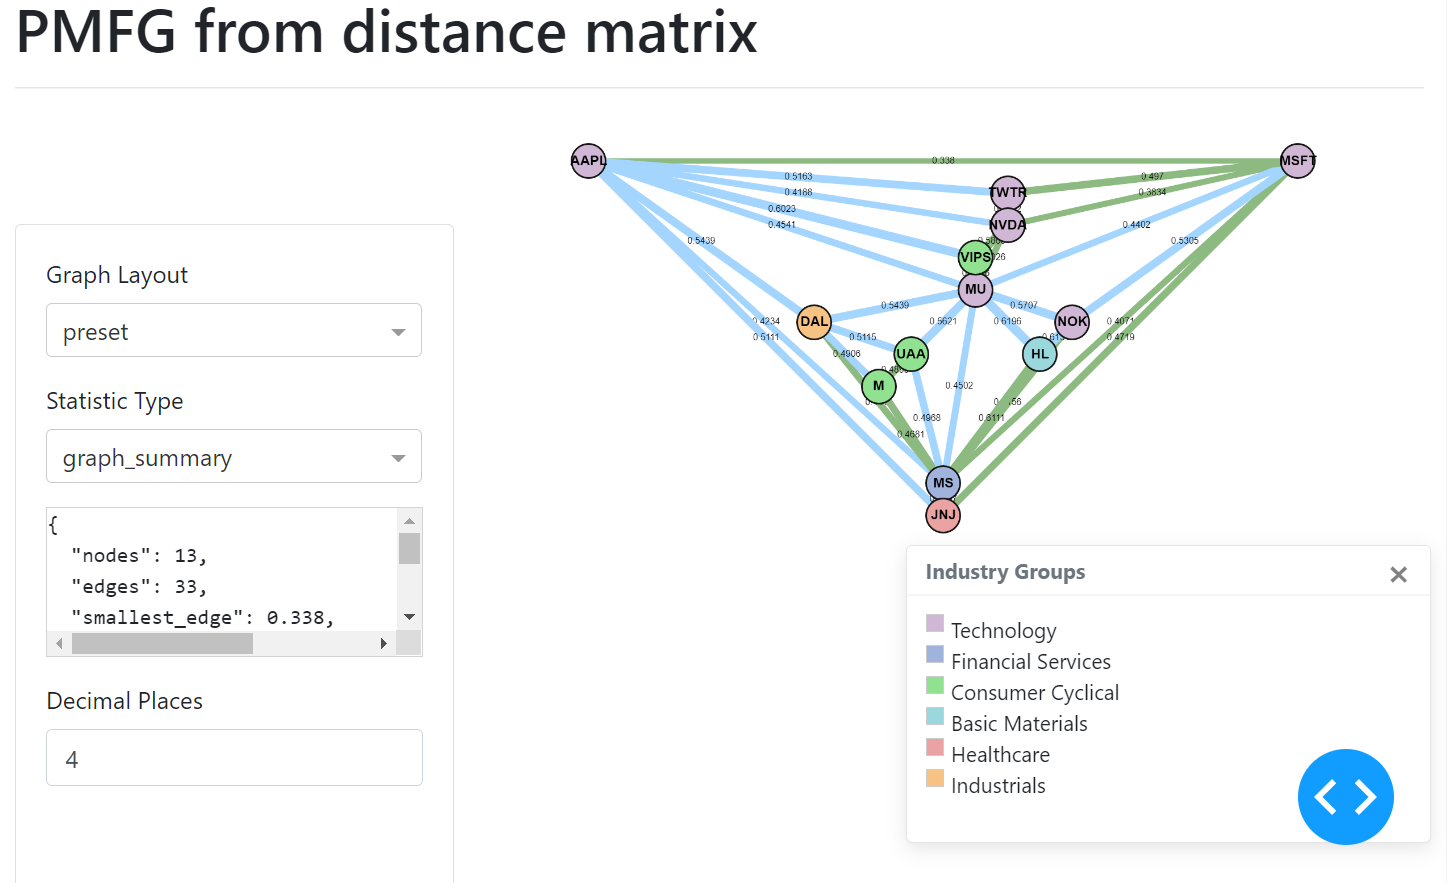 PMFG from distance matrix
Graph Layout
preset
Statistic Type
graph_summary
{
"nodes": 13,
"edges": 33,
"smallest_edge": 0.338,
Decimal Places
4
AAPL
0.338
MSFT
0.5163
0.497
TWTR
0.4188
0.3834
0.6023
NVDA
0.4541
0.4402
0.5439
0.5305
VIPS
MU
0.5439
0.5707
DAL
0.4234
0.5621
0.6196
NOK
0.4071
0.5111
0.5115
0.4719
0.4906
UAA
HL
M
0.4502
0.4968
0.6111
0.4681
MS
JNJ
Industry Groups
Technology
Financial Services
Consumer Cyclical
Basic Materials
Healthcare
Industrials